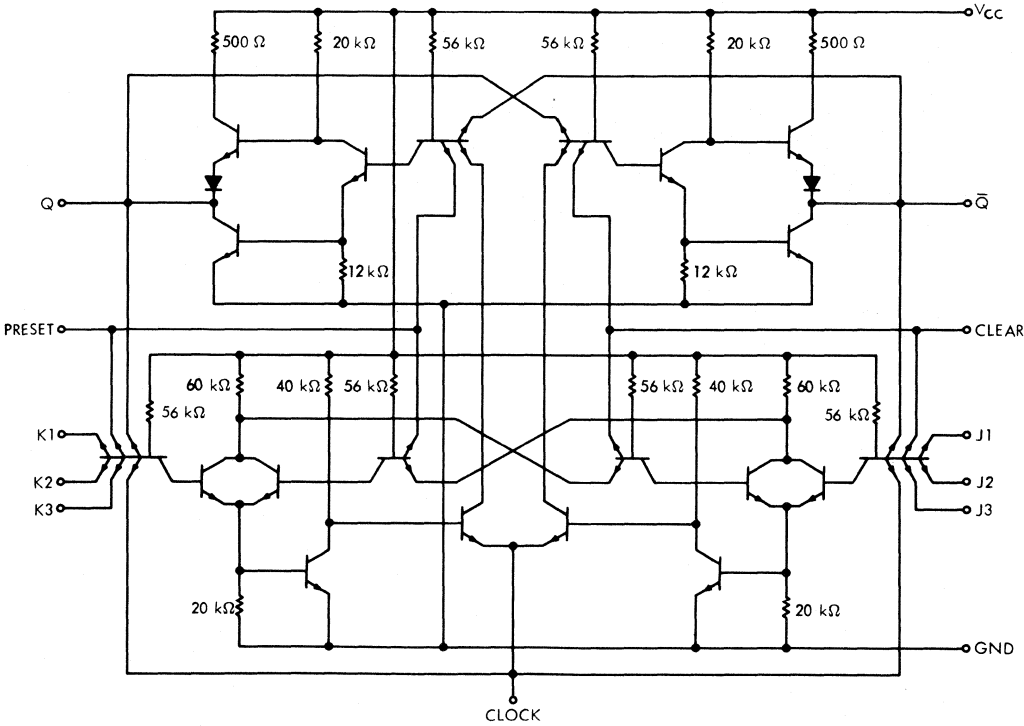 VCC
500 Ω 20 kΩ 56 kΩ 56 kΩ 20 kΩ 500 Ω
Q Q̄
12 kΩ 12 kΩ
PRESET CLEAR
60 kΩ 40 kΩ 56 kΩ 56 kΩ 40 kΩ 60 kΩ
56 kΩ 56 kΩ
K1 J1
K2 J2
K3 J3
20 kΩ 20 kΩ
GND
CLOCK